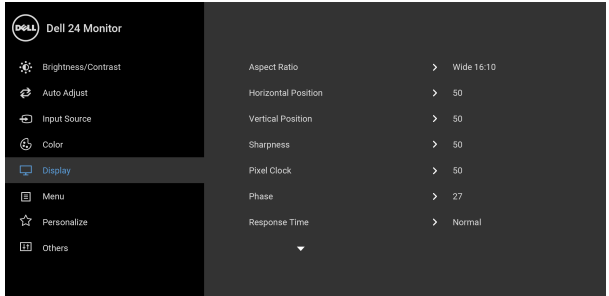 DELL Dell 24 Monitor
Brightness/Contrast
Auto Adjust
Input Source
Color
Display
Menu
Personalize
Others
Aspect Ratio Wide 16:10
Horizontal Position 50
Vertical Position 50
Sharpness 50
Pixel Clock 50
Phase 27
Response Time Normal